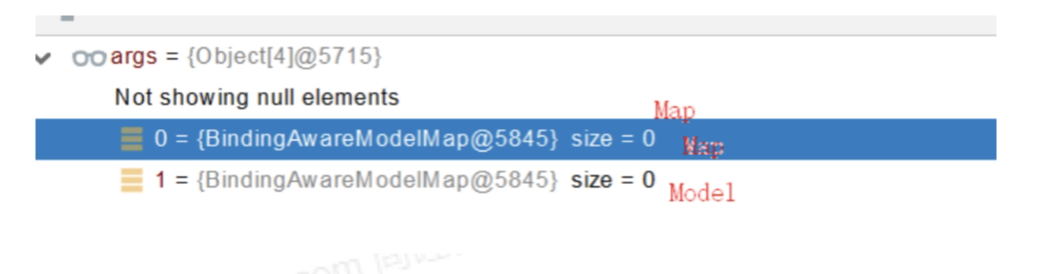 args = {Object[4]@5715}
Not showing null elements
Map
0 = {BindingAwareModelMap@5845} size = 0 Map
1 = {BindingAwareModelMap@5845} size = 0
Model